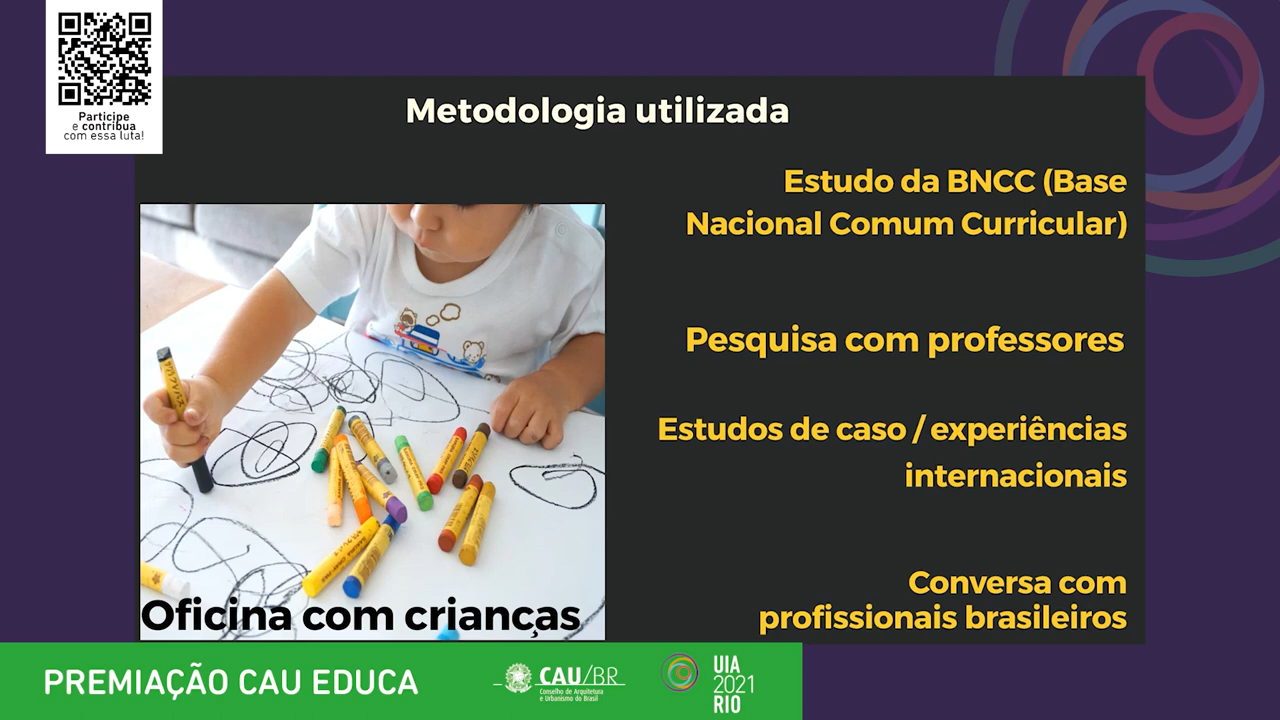 Participe
e contribua
com essa luta!
Metodologia utilizada
Estudo da BNCC (Base
Nacional Comum Curricular)
Pesquisa com professores
Estudos de caso / experiências
internacionais
Conversa com
profissionais brasileiros
Oficina com crianças
PREMIAÇÃO CAU EDUCA
CAU/BR
Conselho de Arquitetura
e Urbanismo do Brasil
UIA
2021
RIO